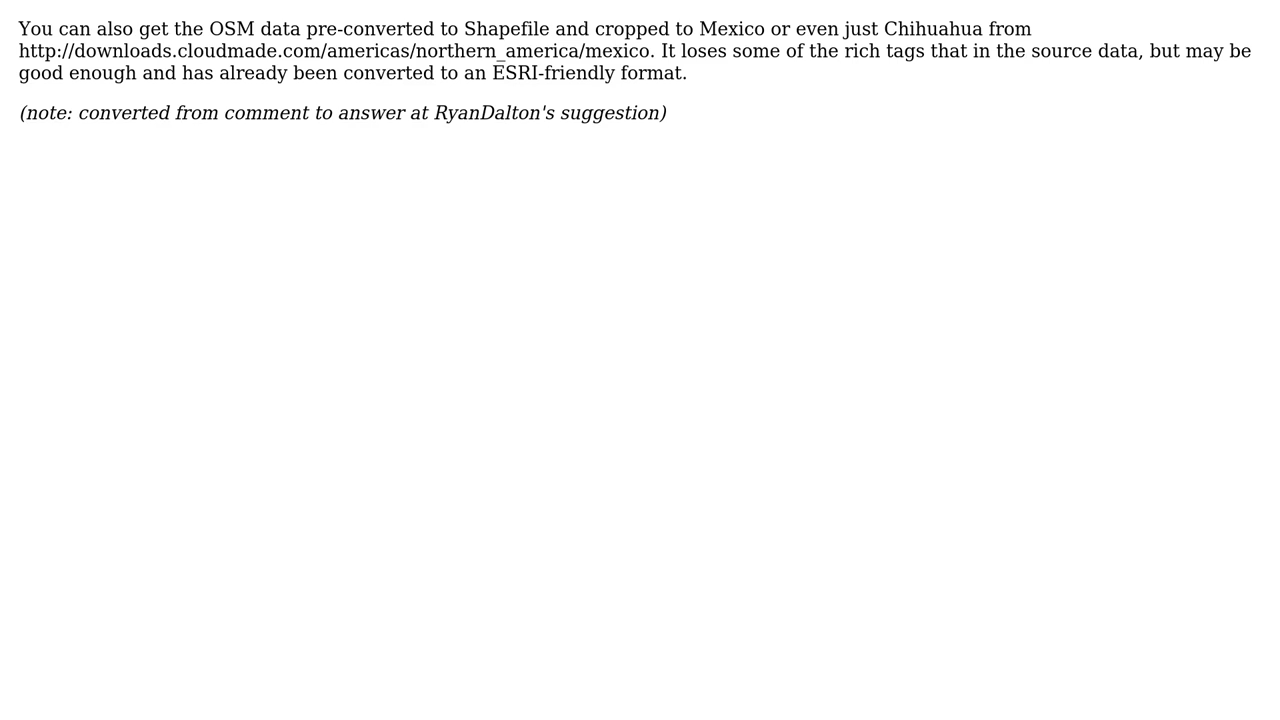 You can also get the OSM data pre-converted to Shapefile and cropped to Mexico or even just Chihuahua from
http://downloads.cloudmade.com/americas/northern_america/mexico. It loses some of the rich tags that in the source data, but may be
good enough and has already been converted to an ESRI-friendly format.
(note: converted from comment to answer at RyanDalton's suggestion)